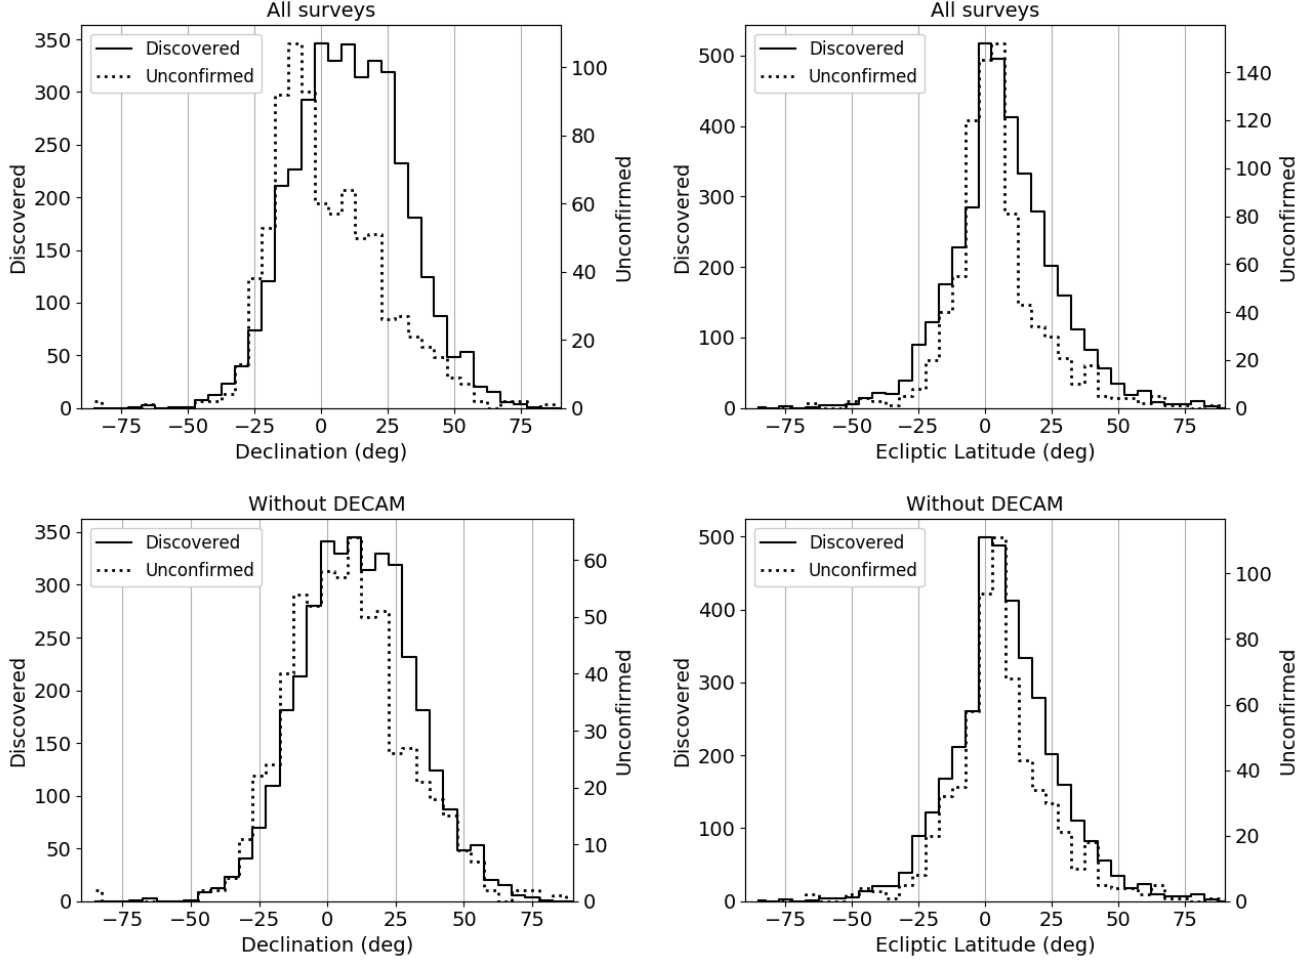 All surveys
Discovered
Unconfirmed
350
300
250
200
150
100
50
0
100
80
60
40
20
0
−75 −50 −25 0 25 50 75
Declination (deg)
Discovered
Unconfirmed
All surveys
Discovered
Unconfirmed
500
400
300
200
100
0
140
120
100
80
60
40
20
0
−75 −50 −25 0 25 50 75
Ecliptic Latitude (deg)
Discovered
Unconfirmed
Without DECAM
Discovered
Unconfirmed
350
300
250
200
150
100
50
0
60
50
40
30
20
10
0
−75 −50 −25 0 25 50 75
Declination (deg)
Discovered
Unconfirmed
Without DECAM
Discovered
Unconfirmed
500
400
300
200
100
0
100
80
60
40
20
0
−75 −50 −25 0 25 50 75
Ecliptic Latitude (deg)
Discovered
Unconfirmed